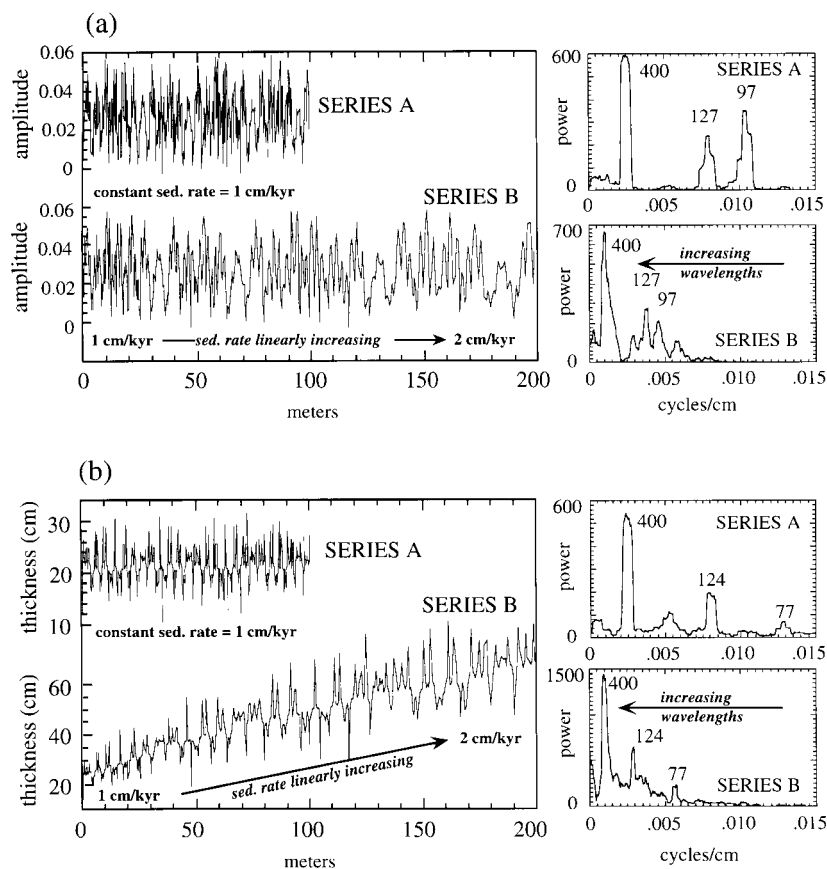 (a)
0.06
0.04
0.02
0
amplitude
SERIES A
constant sed. rate = 1 cm/kyr
SERIES B
0.06
0.04
0.02
0
amplitude
1 cm/kyr
sed. rate linearly increasing
2 cm/kyr
0 50 100 150 200
meters
600
0
power
400
127
97
SERIES A
0 .005 .010 .015
700
0
power
400
127
97
increasing
wavelengths
SERIES B
0 .005 .010 .015
cycles/cm
(b)
30
20
10
thickness (cm)
SERIES A
constant sed. rate = 1 cm/kyr
SERIES B
60
40
20
thickness (cm)
1 cm/kyr
sed. rate linearly increasing
2 cm/kyr
0 50 100 150 200
meters
600
0
power
400
124
77
SERIES A
0 .005 .010 .015
1500
0
power
400
124
77
increasing
wavelengths
SERIES B
0 .005 .010 .015
cycles/cm